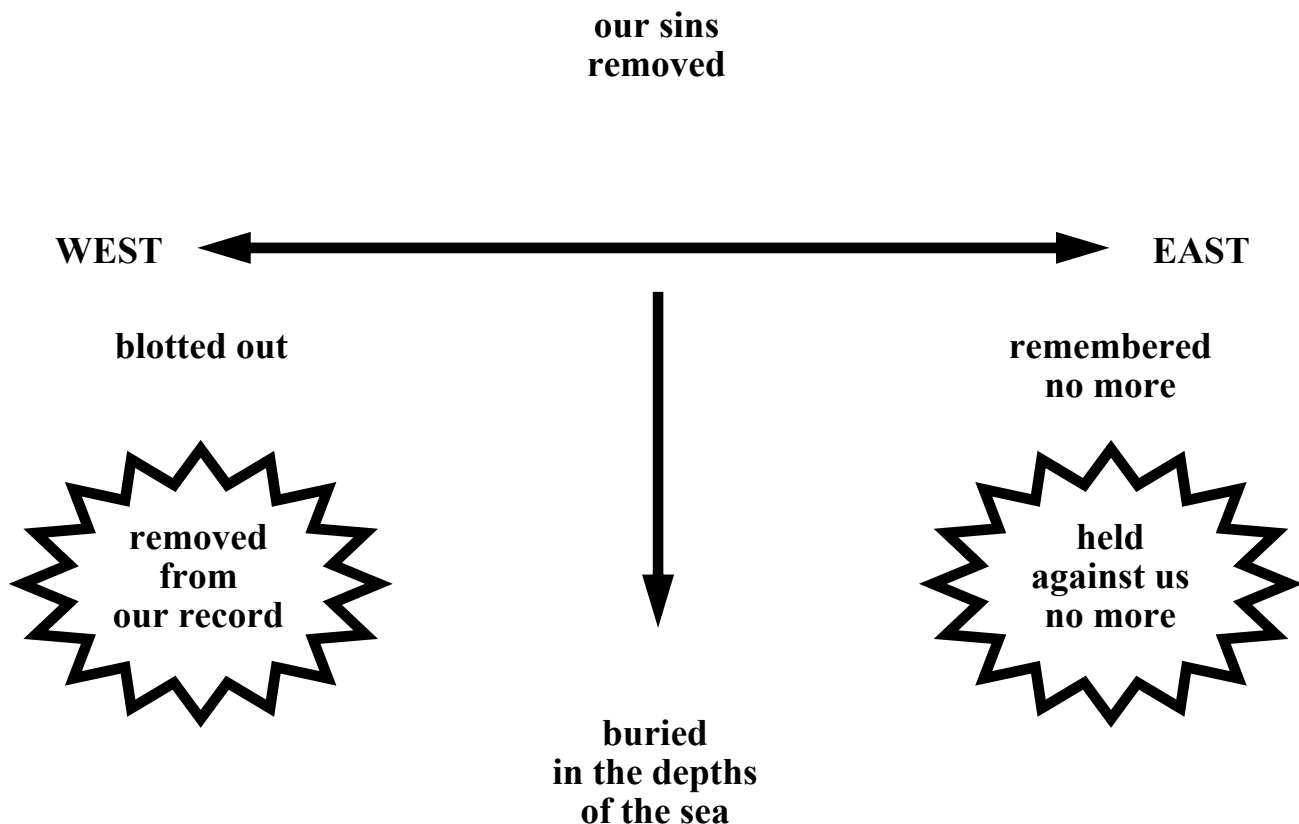 our sins
removed
WEST
EAST
blotted out
remembered
no more
removed
from
our record
held
against us
no more
buried
in the depths
of the sea